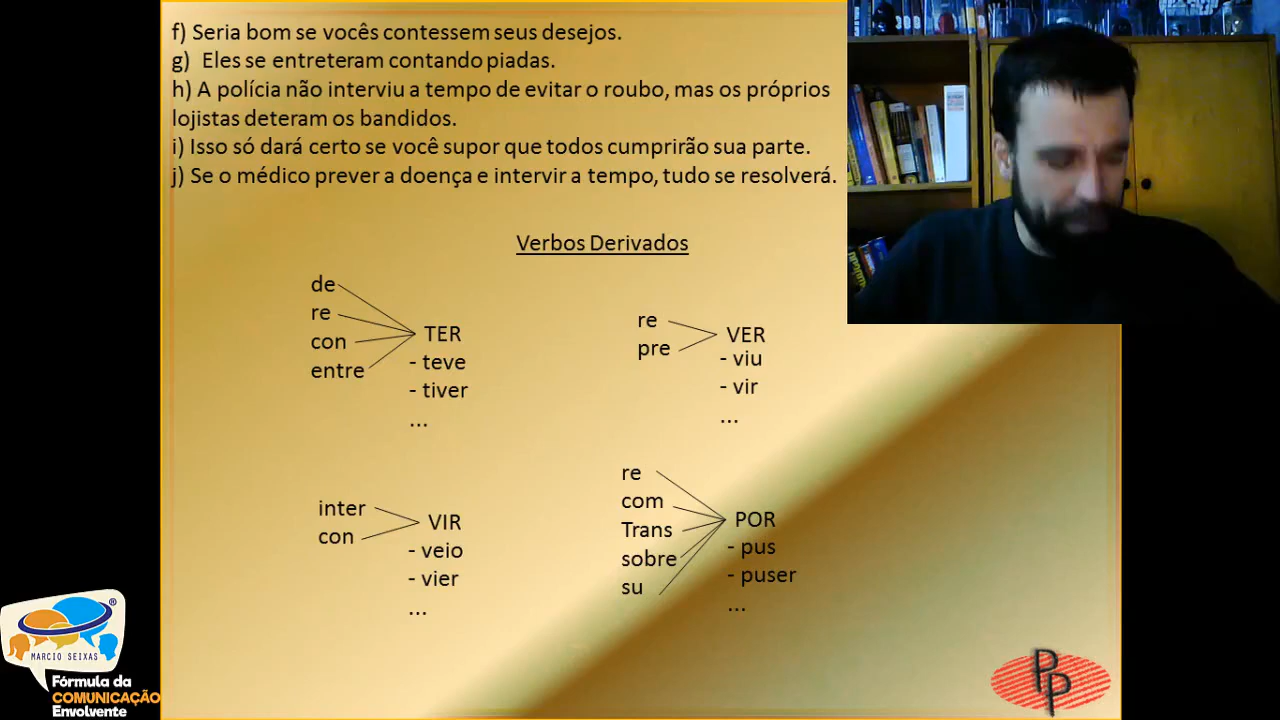 f) Seria bom se vocês contessem seus desejos.
g) Eles se entreteram contando piadas.
h) A polícia não interviu a tempo de evitar o roubo, mas os próprios
lojistas deteram os bandidos.
i) Isso só dará certo se você supor que todos cumprirão sua parte.
j) Se o médico prever a doença e intervir a tempo, tudo se resolverá.
Verbos Derivados
de
re
con
entre
TER
- teve
- tiver
...
re
pre
VER
- viu
- vir
...
inter
con
VIR
- veio
- vier
...
re
com
Trans
sobre
su
POR
- pus
- puser
...
MARCIO SEIXAS
®
Fórmula da
COMUNICAÇÃO
Envolvente
PP